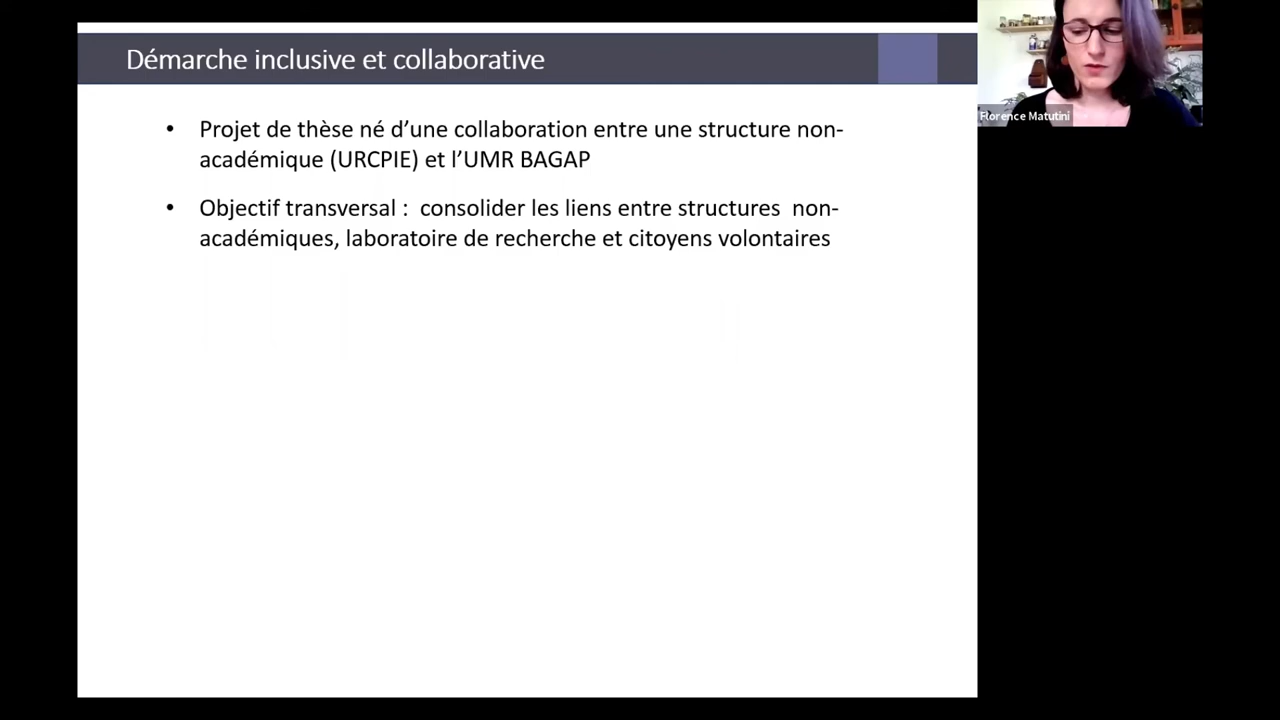 Démarche inclusive et collaborative
• Projet de thèse né d’une collaboration entre une structure non-
académique (URCPIE) et l’UMR BAGAP
• Objectif transversal : consolider les liens entre structures non-
académiques, laboratoire de recherche et citoyens volontaires
Florence Matutini